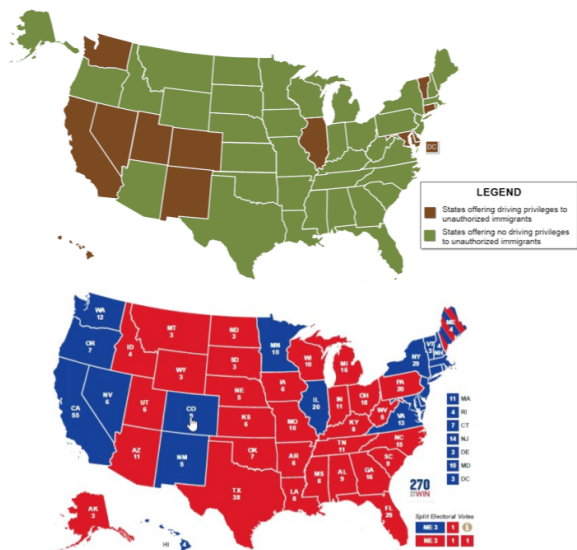 DC
LEGEND
States offering driving privileges to
unauthorized immigrants
States offering no driving privileges
to unauthorized immigrants
WA
12
MT
3
ND
3
MN
10
ME
4
OR
7
ID
4
SD
3
WI
10
MI
16
VT
3
4
NH
NY
29
WY
3
NE
5
IA
6
PA
20
NV
6
UT
6
CO
9
IL
20
IN
11
OH
18
WV
5
VA
13
CA
55
KS
6
MO
10
KY
8
TN
11
NC
15
AZ
11
NM
5
OK
7
AR
6
SC
9
MS
6
AL
9
GA
16
TX
38
LA
8
FL
29
AK
3
HI
4
11 MA
4 RI
7 CT
14 NJ
3 DE
10 MD
3 DC
270
WIN
Split Electoral Votes
ME 3 1
NE 3 1 1